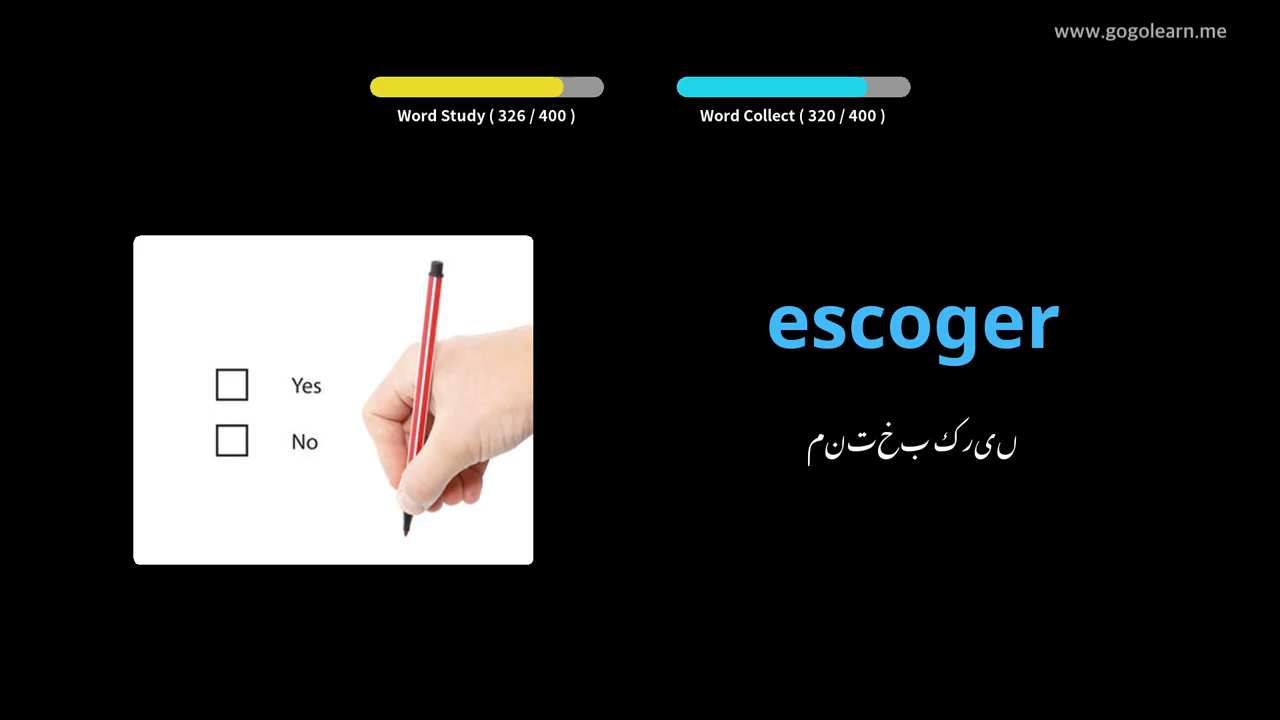 www.gogolearn.me
Word Study ( 326 / 400 )
Word Collect ( 320 / 400 )
Yes
No
escoger
منتخب کریں